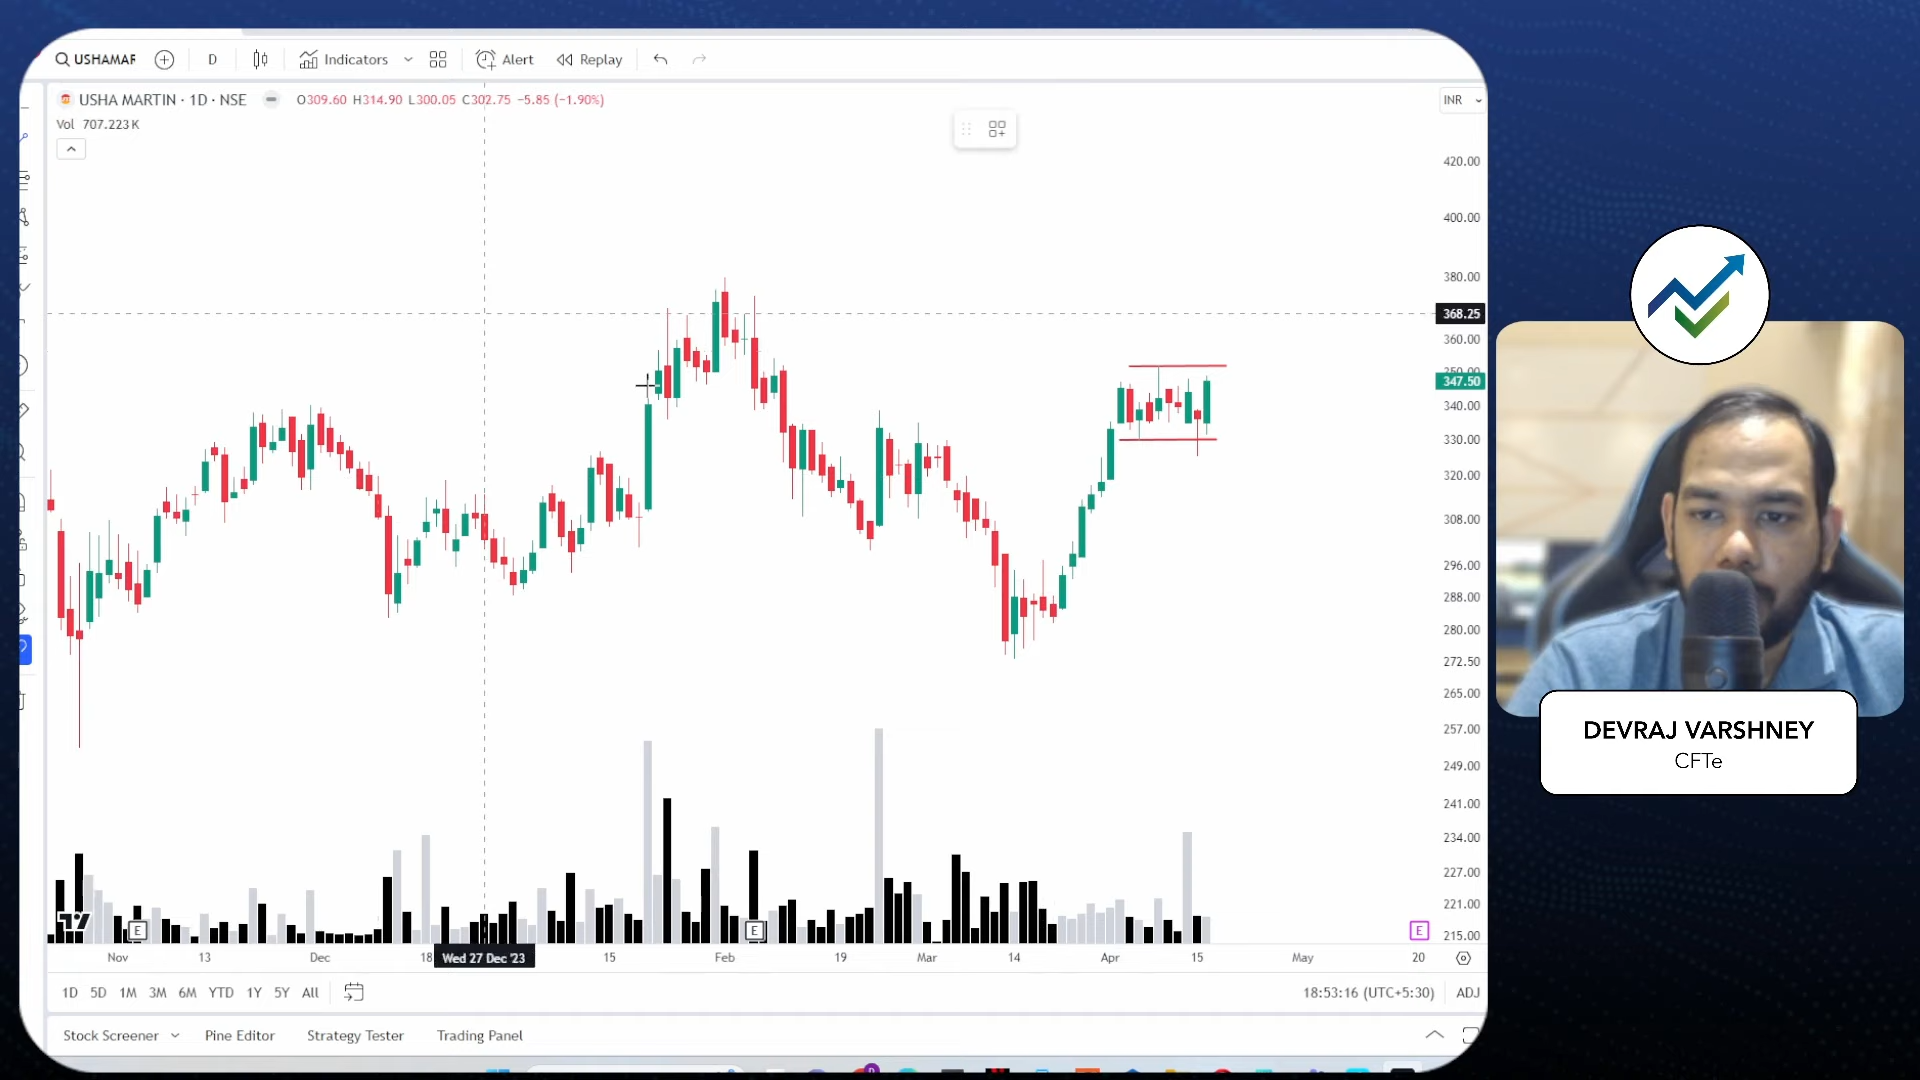 USHAMAR D Indicators Alert Replay
USHA MARTIN · 1D · NSE O309.60 H314.90 L300.05 C302.75 −5.85 (−1.90%) INR
Vol 707.223K
420.00
400.00
380.00
368.25
360.00
347.50
340.00
330.00
320.00
308.00
296.00
288.00
280.00
272.50
265.00
257.00
249.00
241.00
234.00
227.00
221.00
215.00
E E E
Nov 13 Dec 18 Wed 27 Dec '23 15 Feb 19 Mar 14 Apr 15 May 20
1D 5D 1M 3M 6M YTD 1Y 5Y All 18:53:16 (UTC+5:30) ADJ
Stock Screener Pine Editor Strategy Tester Trading Panel
DEVRAJ VARSHNEY
CFTe